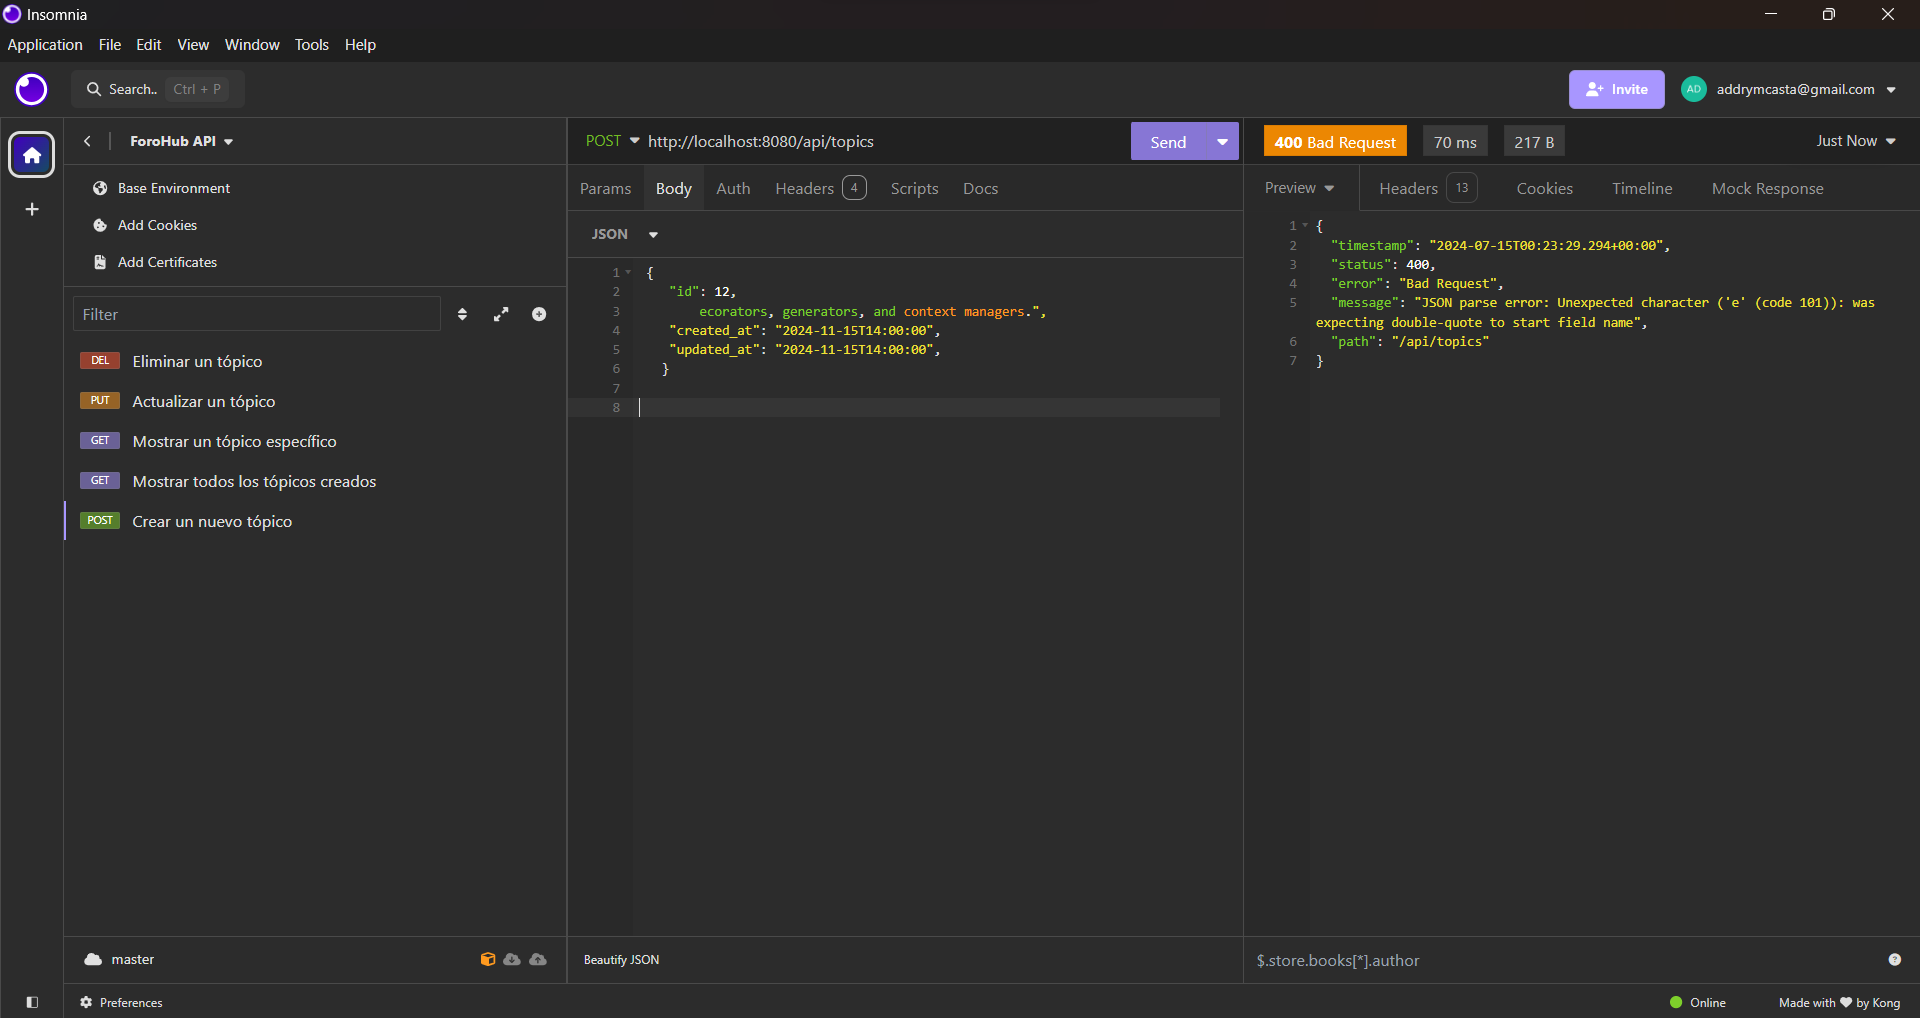 Insomnia
Application File Edit View Window Tools Help
Search.. Ctrl + P
Invite
AD addrymcasta@gmail.com
ForoHub API
Base Environment
Add Cookies
Add Certificates
Filter
DEL Eliminar un tópico
PUT Actualizar un tópico
GET Mostrar un tópico específico
GET Mostrar todos los tópicos creados
POST Crear un nuevo tópico
master
Preferences
POST http://localhost:8080/api/topics
Send
Params Body Auth Headers 4 Scripts Docs
JSON
1 {
2 "id": 12,
3 ecorators, generators, and context managers.",
4 "created_at": "2024-11-15T14:00:00",
5 "updated_at": "2024-11-15T14:00:00",
6 }
7
8
Beautify JSON
400 Bad Request 70 ms 217 B Just Now
Preview Headers 13 Cookies Timeline Mock Response
1 {
2 "timestamp": "2024-07-15T00:23:29.294+00:00",
3 "status": 400,
4 "error": "Bad Request",
5 "message": "JSON parse error: Unexpected character ('e' (code 101)): was
expecting double-quote to start field name",
6 "path": "/api/topics"
7 }
$.store.books[*].author
Online Made with ❤ by Kong